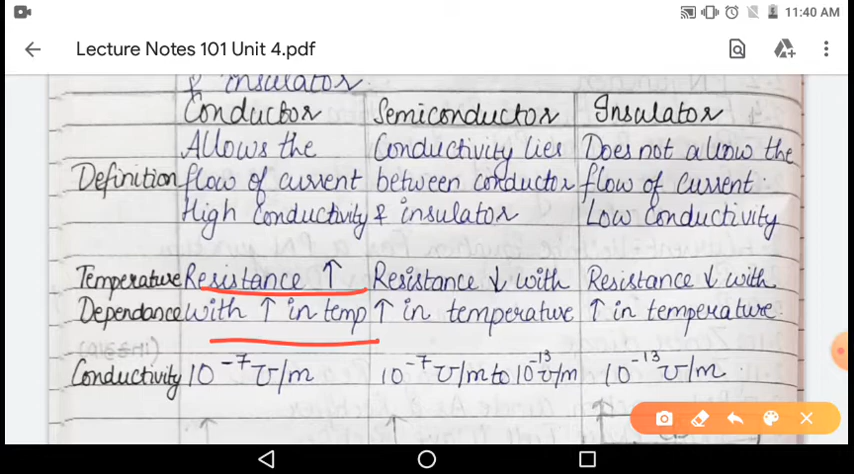 11:40 AM
Lecture Notes 101 Unit 4.pdf
& insulator.
Conductor Semiconductor Insulator
Allows the Conductivity lies Does not allow the
Definition flow of current between conductor flow of current.
High Conductivity & insulator Low Conductivity
Temperature Resistance ↑ Resistance ↓ with Resistance ↓ with
Dependance with ↑ in temp ↑ in temperature ↑ in temperature.
Conductivity 10⁻⁷ ℧/m 10⁻⁷ ℧/m to 10⁻¹³ ℧/m 10⁻¹³ ℧/m